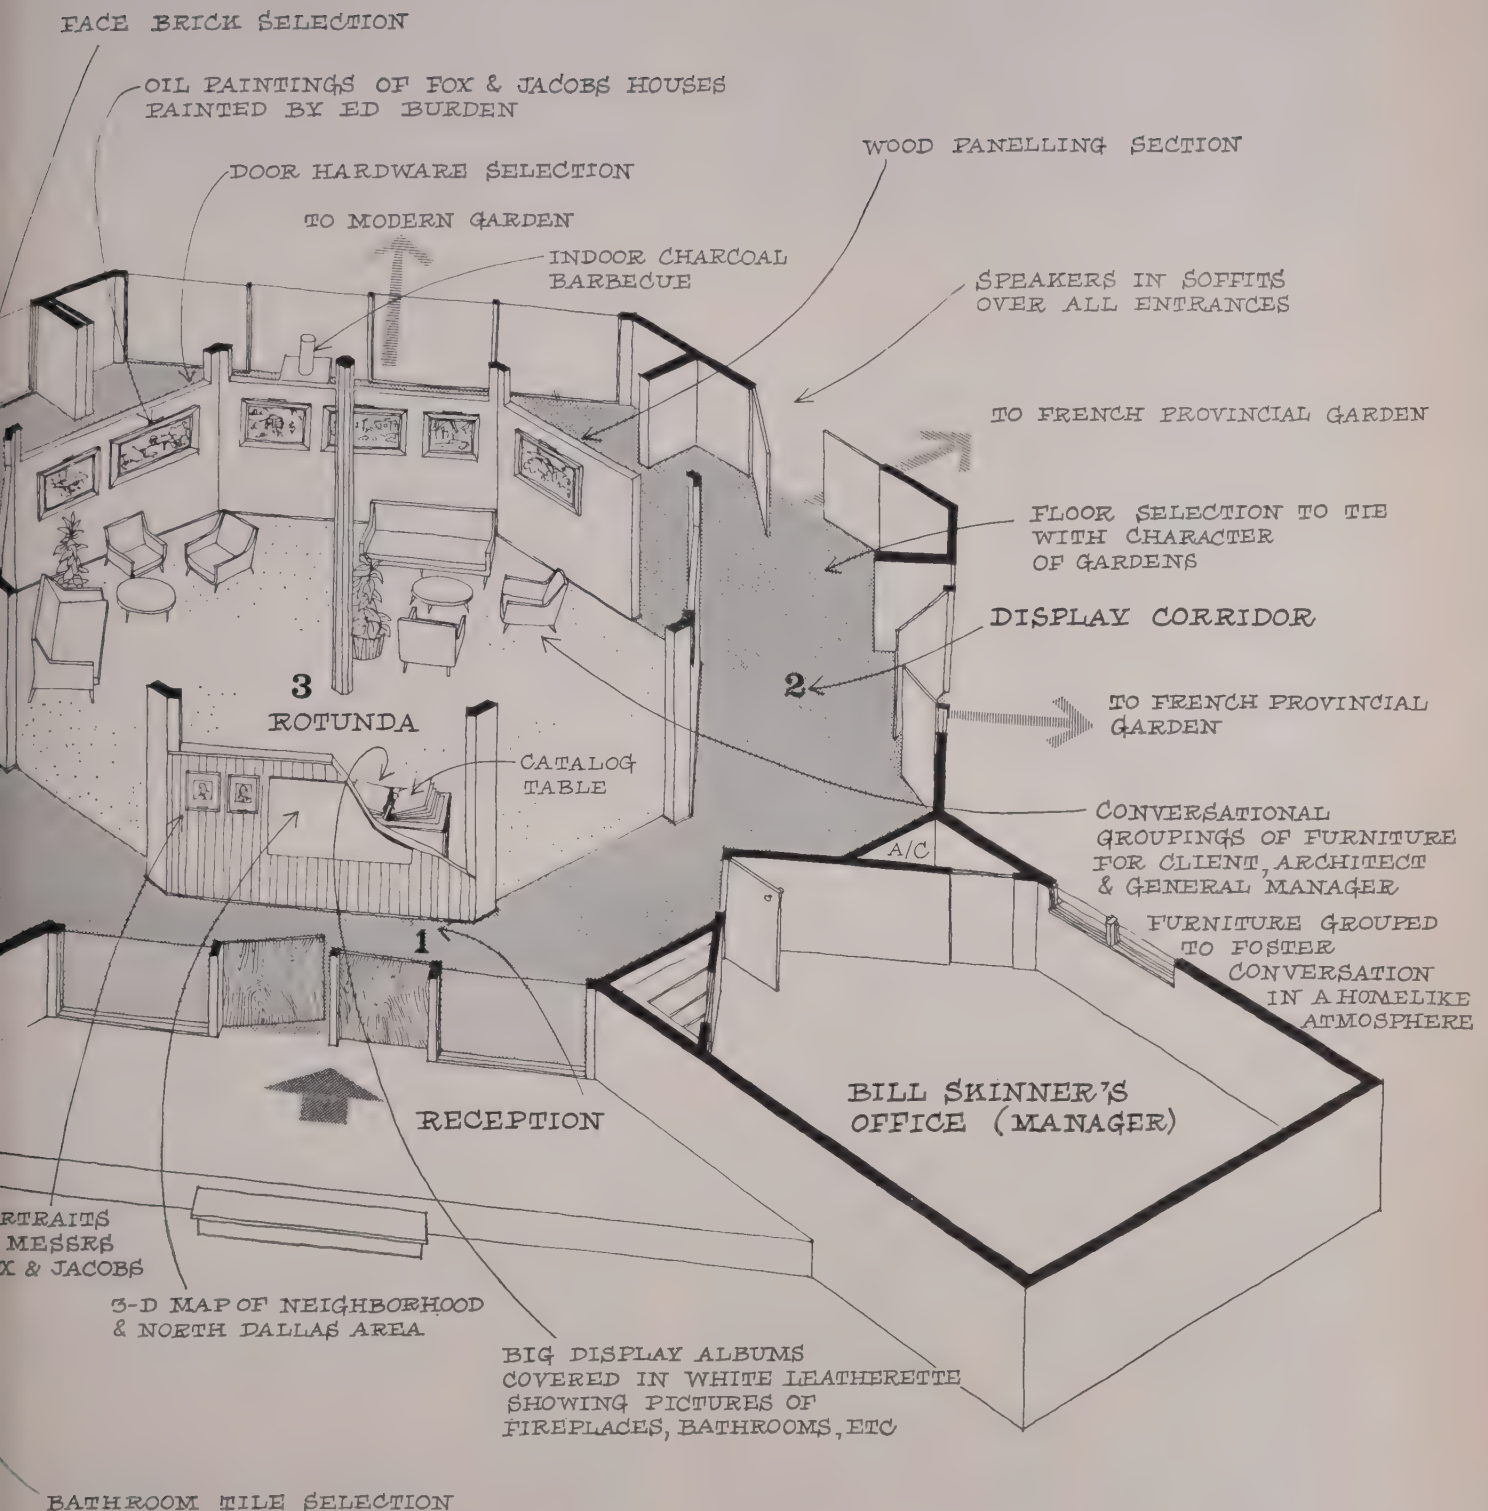 FACE BRICK SELECTION
OIL PAINTINGS OF FOX & JACOBS HOUSES
PAINTED BY ED BURDEN
WOOD PANELLING SECTION
DOOR HARDWARE SELECTION
TO MODERN GARDEN
INDOOR CHARCOAL
BARBECUE
SPEAKERS IN SOFFITS
OVER ALL ENTRANCES
TO FRENCH PROVINCIAL GARDEN
FLOOR SELECTION TO TIE
WITH CHARACTER
OF GARDENS
DISPLAY CORRIDOR
2
3
ROTUNDA
TO FRENCH PROVINCIAL
GARDEN
CATALOG
TABLE
CONVERSATIONAL
GROUPINGS OF FURNITURE
FOR CLIENT, ARCHITECT
& GENERAL MANAGER
A/C
FURNITURE GROUPED
TO FOSTER
CONVERSATION
IN A HOMELIKE
ATMOSPHERE
1
RECEPTION
BILL SKINNER'S
OFFICE (MANAGER)
RTRAITS
MESSRS
X & JACOBS
3-D MAP OF NEIGHBORHOOD
& NORTH DALLAS AREA
BIG DISPLAY ALBUMS
COVERED IN WHITE LEATHERETTE
SHOWING PICTURES OF
FIREPLACES, BATHROOMS, ETC
BATHROOM TILE SELECTION